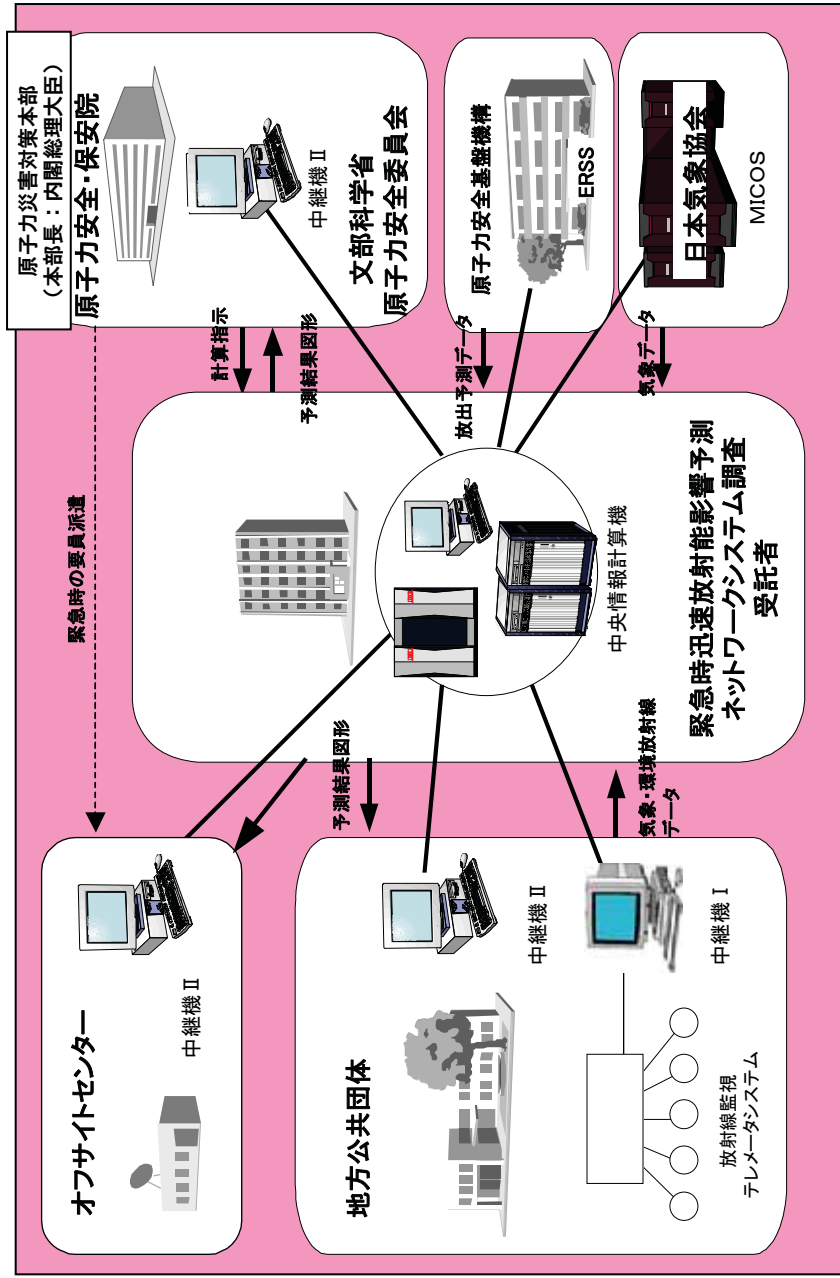 原子力災害対策本部
（本部長：内閣総理大臣）
オフサイトセンター
中継機Ⅱ
緊急時の要員派遣
原子力安全・保安院
中継機Ⅱ
文部科学省
原子力安全委員会
計算指示
予測結果図形
地方公共団体
中継機Ⅱ
中継機Ⅰ
放射線監視
テレメータシステム
予測結果図形
気象・環境放射線
データ
中央情報計算機
緊急時迅速放射能影響予測
ネットワークシステム調査
受託者
放出予測データ
原子力安全基盤機構
ERSS
気象データ
日本気象協会
MICOS